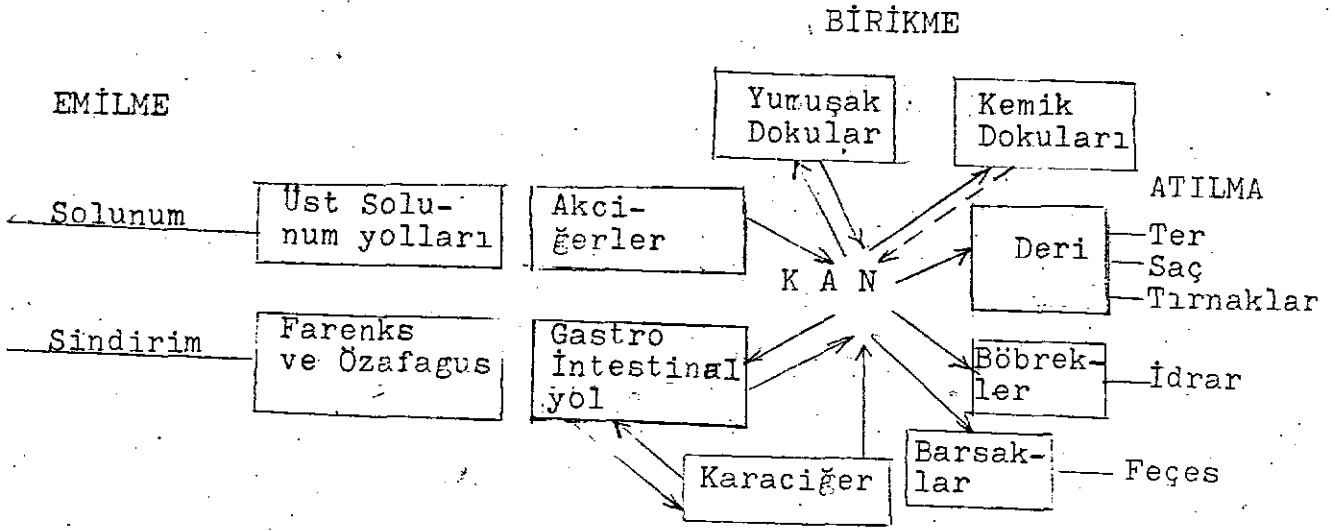 BİRİKME
EMİLME
Yumuşak
Dokular
Kemik
Dokuları
ATILMA
Solunum
Üst Solu-
num yolları
Akci-
ğerler
Deri
Ter
Saç
Tırnaklar
K A N
Sindirim
Farenks
ve Özafagus
Gastro
İntestinal
yol
Böbrek-
ler
İdrar
Karaciğer
Barsak-
lar
Feçes